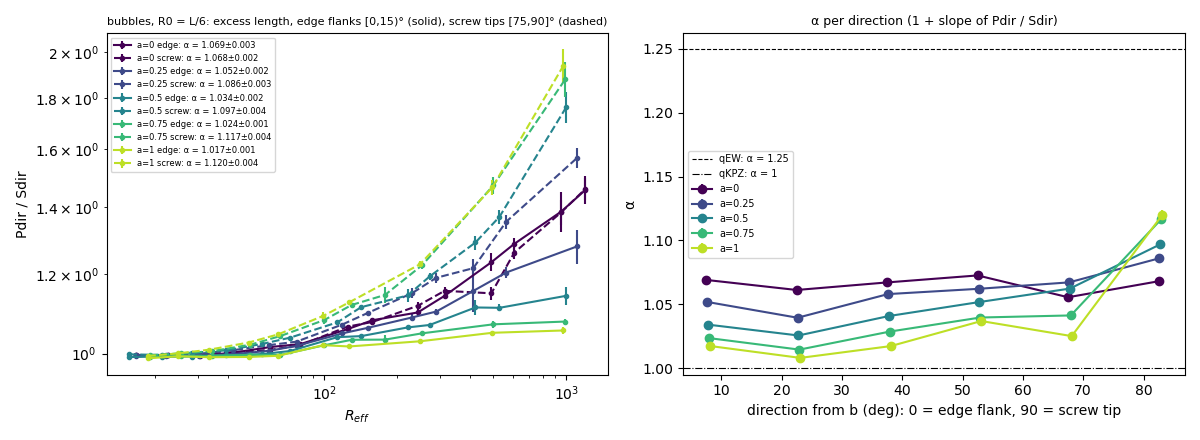 bubbles, R0 = L/6: excess length, edge flanks [0,15)° (solid), screw tips [75,90]° (dashed)
a=0 edge: α = 1.069±0.003
a=0 screw: α = 1.068±0.002
a=0.25 edge: α = 1.052±0.002
a=0.25 screw: α = 1.086±0.003
a=0.5 edge: α = 1.034±0.002
a=0.5 screw: α = 1.097±0.004
a=0.75 edge: α = 1.024±0.001
a=0.75 screw: α = 1.117±0.004
a=1 edge: α = 1.017±0.001
a=1 screw: α = 1.120±0.004
2 × 10⁰
1.8 × 10⁰
1.6 × 10⁰
1.4 × 10⁰
1.2 × 10⁰
10⁰
Pdir / Sdir
10² 10³
R_eff
α per direction (1 + slope of Pdir / Sdir)
1.25
1.20
1.15
1.10
1.05
1.00
α
qEW: α = 1.25
qKPZ: α = 1
a=0
a=0.25
a=0.5
a=0.75
a=1
10 20 30 40 50 60 70 80
direction from b (deg): 0 = edge flank, 90 = screw tip